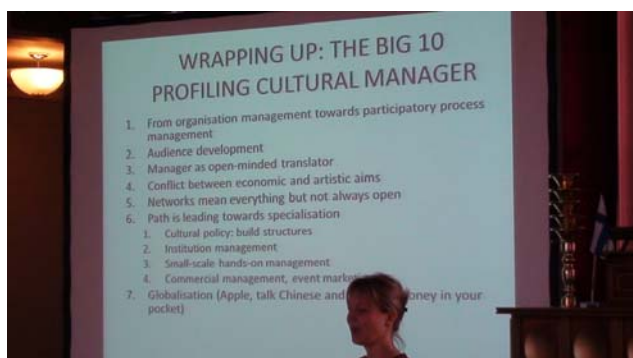 WRAPPING UP: THE BIG 10
PROFILING CULTURAL MANAGER
1. From organisation management towards participatory process
management
2. Audience development
3. Manager as open-minded translator
4. Conflict between economic and artistic aims
5. Networks mean everything but not always open
6. Path is leading towards specialisation
1. Cultural policy: build structures
2. Institution management
3. Small-scale hands-on management
4. Commercial management, event
7. Globalisation (Apple, talk Chinese and in your
pocket)